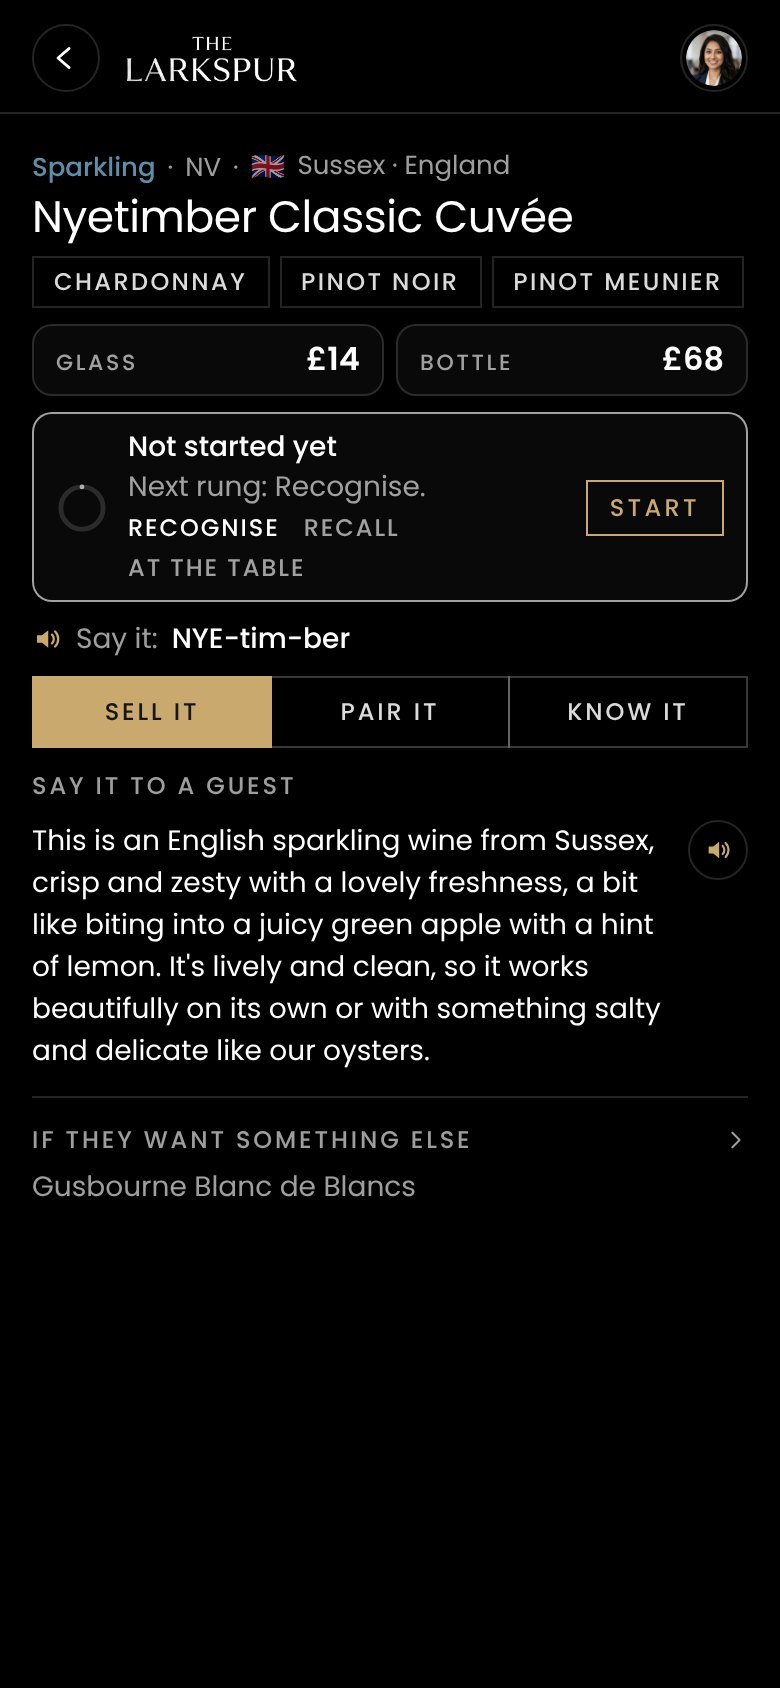 THE
LARKSPUR
Sparkling · NV · Sussex · England
Nyetimber Classic Cuvée
CHARDONNAY PINOT NOIR PINOT MEUNIER
GLASS £14 BOTTLE £68
Not started yet
Next rung: Recognise.
RECOGNISE RECALL
AT THE TABLE
START
Say it: NYE-tim-ber
SELL IT PAIR IT KNOW IT
SAY IT TO A GUEST
This is an English sparkling wine from Sussex,
crisp and zesty with a lovely freshness, a bit
like biting into a juicy green apple with a hint
of lemon. It's lively and clean, so it works
beautifully on its own or with something salty
and delicate like our oysters.
IF THEY WANT SOMETHING ELSE
Gusbourne Blanc de Blancs